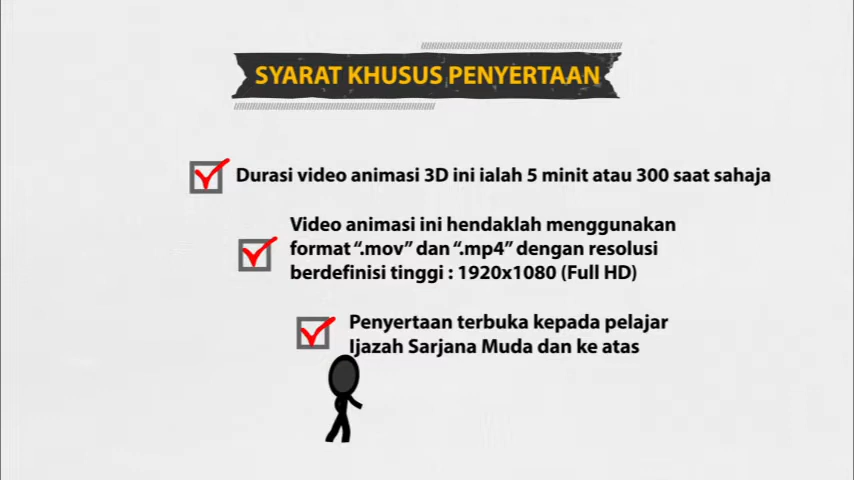 SYARAT KHUSUS PENYERTAAN
Durasi video animasi 3D ini ialah 5 minit atau 300 saat sahaja
Video animasi ini hendaklah menggunakan
format “.mov” dan “.mp4” dengan resolusi
berdefinisi tinggi : 1920x1080 (Full HD)
Penyertaan terbuka kepada pelajar
Ijazah Sarjana Muda dan ke atas